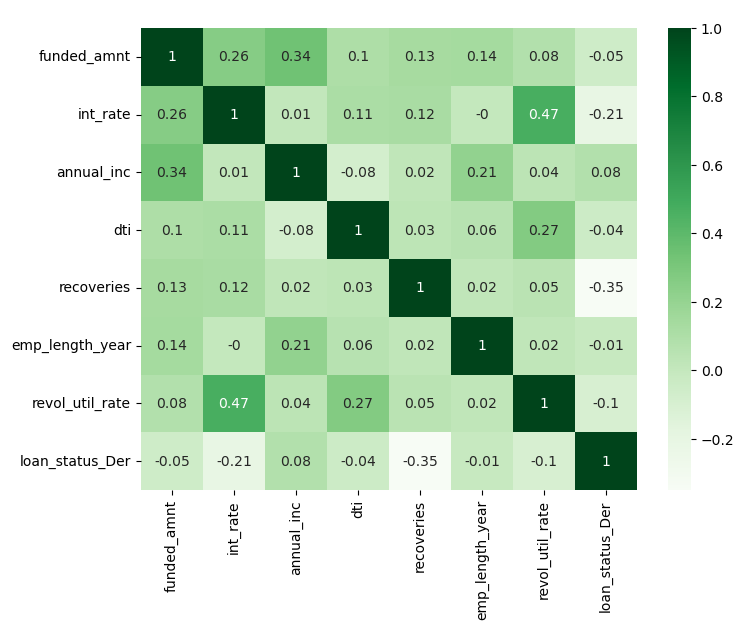 funded_amnt 1 0.26 0.34 0.1 0.13 0.14 0.08 -0.05
int_rate 0.26 1 0.01 0.11 0.12 -0 0.47 -0.21
annual_inc 0.34 0.01 1 -0.08 0.02 0.21 0.04 0.08
dti 0.1 0.11 -0.08 1 0.03 0.06 0.27 -0.04
recoveries 0.13 0.12 0.02 0.03 1 0.02 0.05 -0.35
emp_length_year 0.14 -0 0.21 0.06 0.02 1 0.02 -0.01
revol_util_rate 0.08 0.47 0.04 0.27 0.05 0.02 1 -0.1
loan_status_Der -0.05 -0.21 0.08 -0.04 -0.35 -0.01 -0.1 1
funded_amnt
int_rate
annual_inc
dti
recoveries
emp_length_year
revol_util_rate
loan_status_Der
1.0
0.8
0.6
0.4
0.2
0.0
−0.2